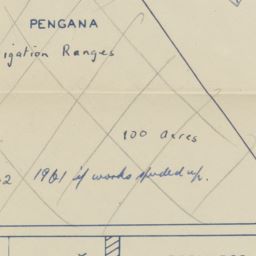 PENGANA
igation Ranges
100 acres
2 1961 if works speeded up.